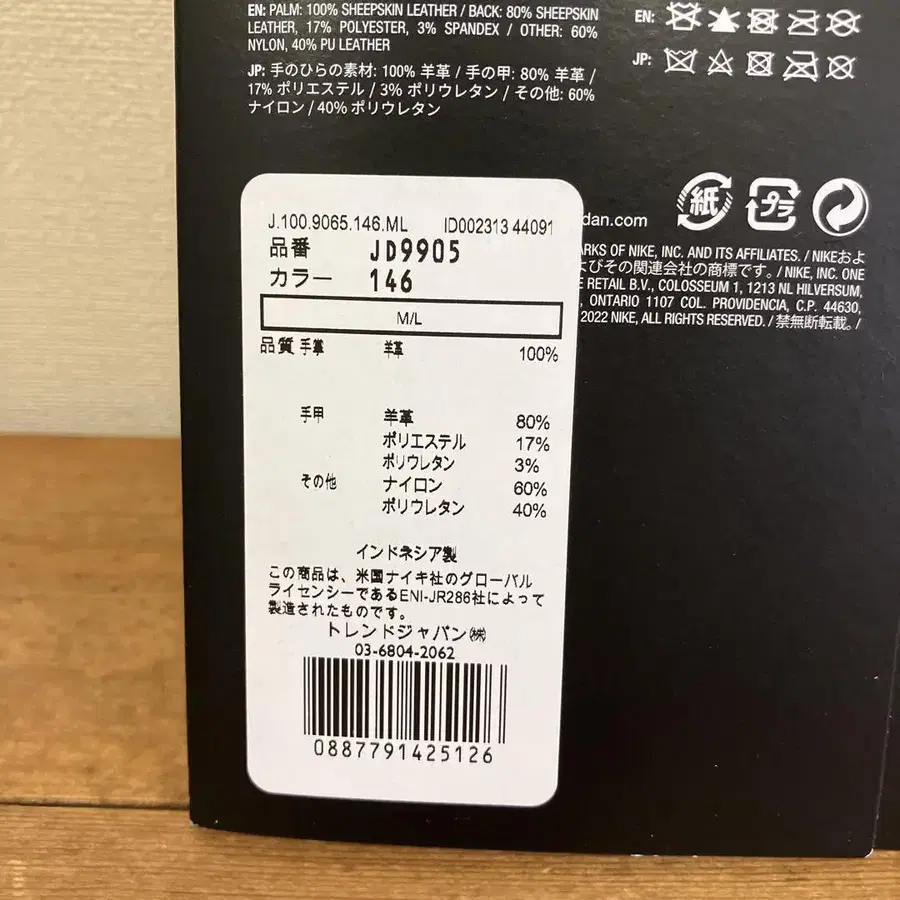 EN: PALM: 100% SHEEPSKIN LEATHER / BACK: 80% SHEEPSKIN
LEATHER, 17% POLYESTER, 3% SPANDEX / OTHER: 60%
NYLON, 40% PU LEATHER
JP: 手のひらの素材: 100% 羊革 / 手の甲: 80% 羊革 /
17% ポリエステル / 3% ポリウレタン / その他: 60%
ナイロン / 40% ポリウレタン
EN:
JP:
紙
プラ
dan.com
ARKS OF NIKE, INC. AND ITS AFFILIATES. / NIKEおよ
よびその関連会社の商標です。/ NIKE, INC. ONE
E RETAIL B.V., COLOSSEUM 1, 1213 NL HILVERSUM,
, ONTARIO 1107 COL. PROVIDENCIA, C.P. 44630,
2022 NIKE, ALL RIGHTS RESERVED. / 禁無断転載。/
J.100.9065.146.ML ID002313 44091
品番 JD9905
カラー 146
M/L
品質 手掌 羊革 100%
手甲 羊革 80%
ポリエステル 17%
ポリウレタン 3%
その他 ナイロン 60%
ポリウレタン 40%
インドネシア製
この商品は、米国ナイキ社のグローバル
ライセンシーであるENI-JR286社によって
製造されたものです。
トレンドジャパン㈱
03-6804-2062
0887791425126